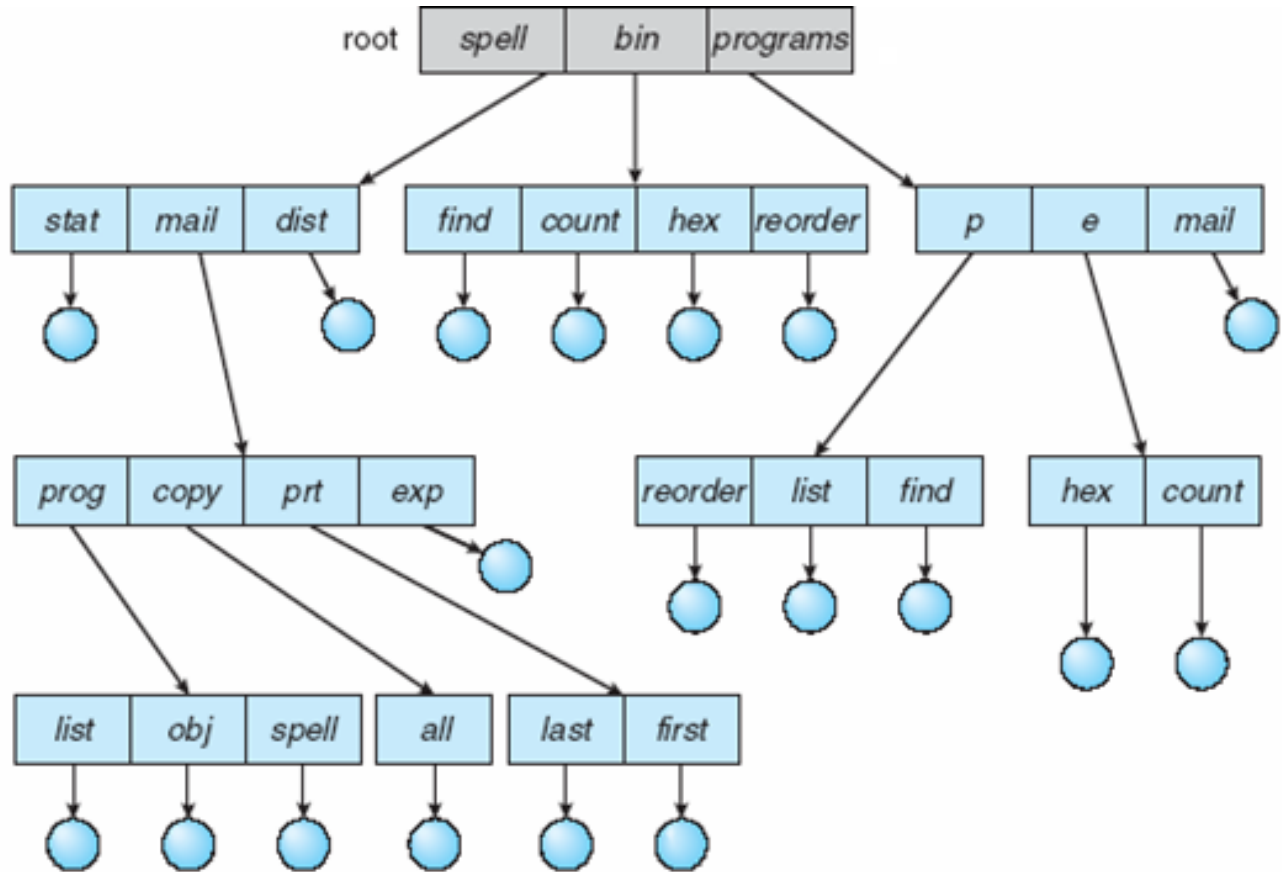 root spell bin programs
stat mail dist find count hex reorder p e mail
prog copy prt exp reorder list find hex count
list obj spell all last first